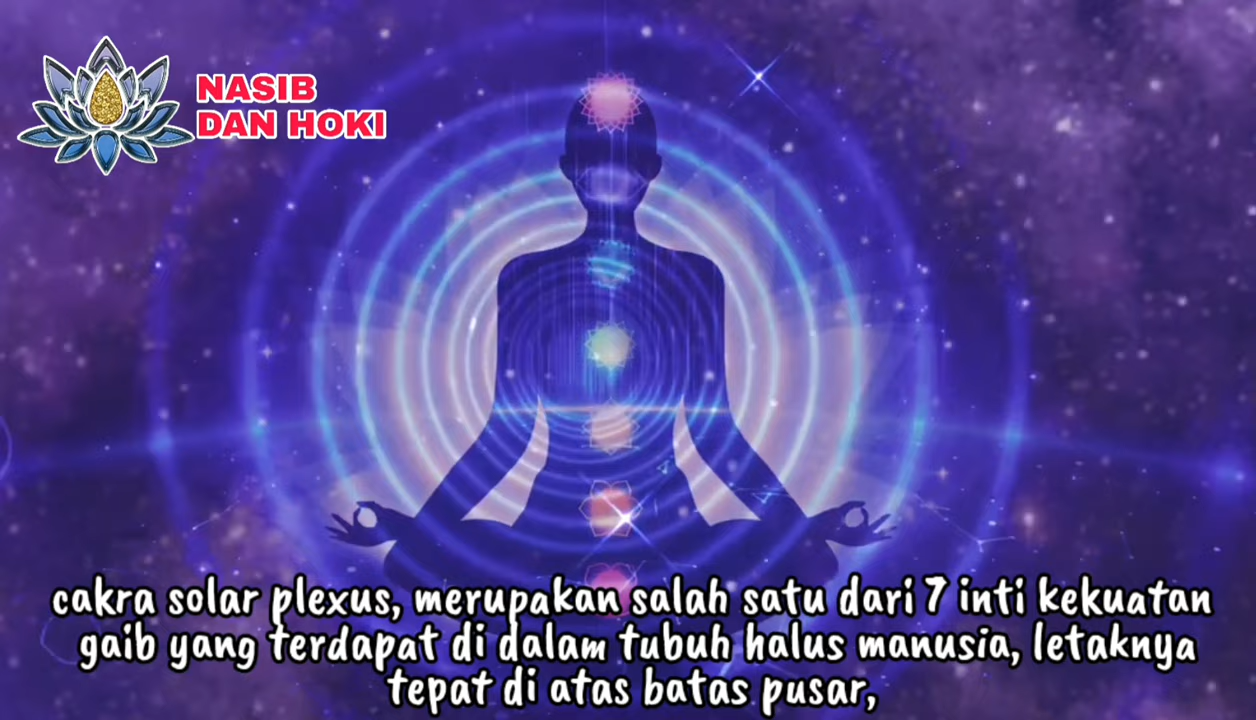 NASIB
DAN HOKI
cakra solar plexus, merupakan salah satu dari 7 inti kekuatan
gaib yang terdapat di dalam tubuh halus manusia, letaknya
tepat di atas batas pusar,